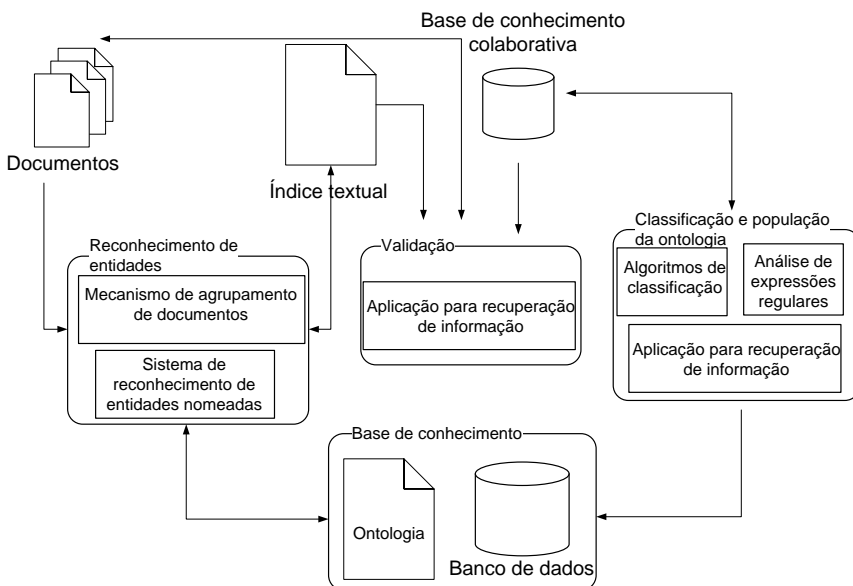 Base de conhecimento
colaborativa
Documentos
Índice textual
Reconhecimento de
entidades
Mecanismo de agrupamento
de documentos
Sistema de
reconhecimento de
entidades nomeadas
Validação
Aplicação para recuperação
de informação
Classificação e população
da ontologia
Algoritmos de
classificação
Análise de
expressões
regulares
Aplicação para recuperação
de informação
Base de conhecimento
Ontologia
Banco de dados